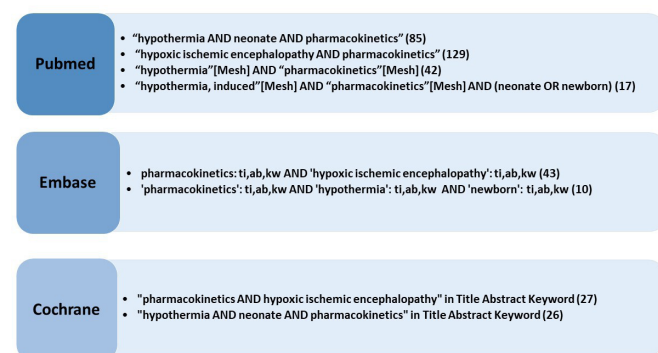 Pubmed
• “hypothermia AND neonate AND pharmacokinetics” (85)
• “hypoxic ischemic encephalopathy AND pharmacokinetics” (129)
• “hypothermia”[Mesh] AND “pharmacokinetics”[Mesh] (42)
• “hypothermia, induced”[Mesh] AND “pharmacokinetics”[Mesh] AND (neonate OR newborn) (17)
Embase
• pharmacokinetics: ti,ab,kw AND 'hypoxic ischemic encephalopathy': ti,ab,kw (43)
• 'pharmacokinetics': ti,ab,kw AND 'hypothermia': ti,ab,kw AND 'newborn': ti,ab,kw (10)
Cochrane
• "pharmacokinetics AND hypoxic ischemic encephalopathy" in Title Abstract Keyword (27)
• "hypothermia AND neonate AND pharmacokinetics" in Title Abstract Keyword (26)